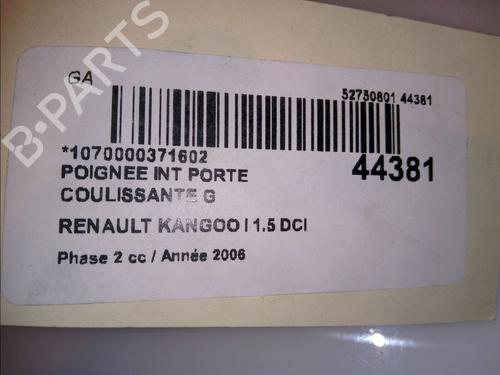 GA
52730801 44381
*1070000371602
44381
POIGNEE INT PORTE
COULISSANTE G
RENAULT KANGOO I 1.5 DCI
Phase 2 cc / Année 2006
B-PARTS